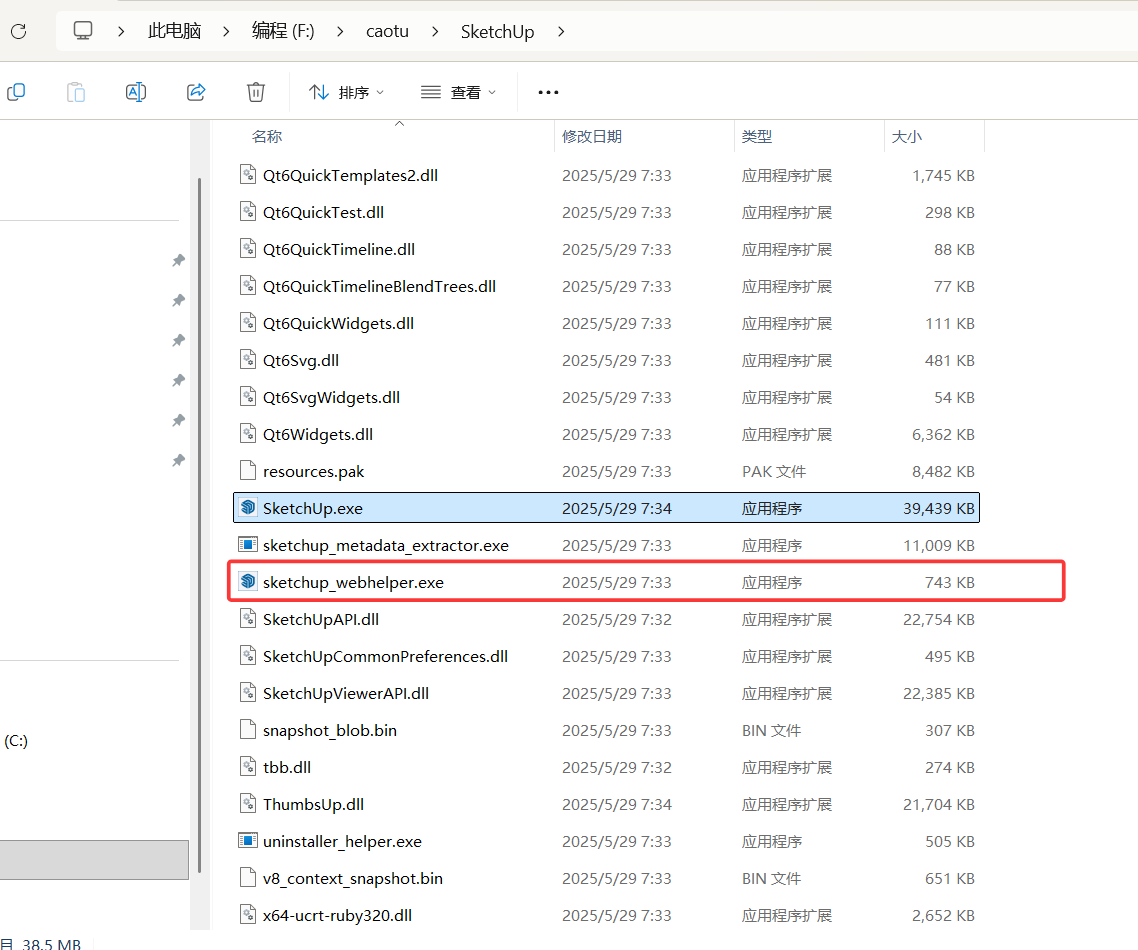 此电脑 编程 (F:) caotu SketchUp
排序 查看
名称 修改日期 类型 大小
Qt6QuickTemplates2.dll 2025/5/29 7:33 应用程序扩展 1,745 KB
Qt6QuickTest.dll 2025/5/29 7:33 应用程序扩展 298 KB
Qt6QuickTimeline.dll 2025/5/29 7:33 应用程序扩展 88 KB
Qt6QuickTimelineBlendTrees.dll 2025/5/29 7:33 应用程序扩展 77 KB
Qt6QuickWidgets.dll 2025/5/29 7:33 应用程序扩展 111 KB
Qt6Svg.dll 2025/5/29 7:33 应用程序扩展 481 KB
Qt6SvgWidgets.dll 2025/5/29 7:33 应用程序扩展 54 KB
Qt6Widgets.dll 2025/5/29 7:33 应用程序扩展 6,362 KB
resources.pak 2025/5/29 7:33 PAK 文件 8,482 KB
SketchUp.exe 2025/5/29 7:34 应用程序 39,439 KB
sketchup_metadata_extractor.exe 2025/5/29 7:33 应用程序 11,009 KB
sketchup_webhelper.exe 2025/5/29 7:33 应用程序 743 KB
SketchUpAPI.dll 2025/5/29 7:32 应用程序扩展 22,754 KB
SketchUpCommonPreferences.dll 2025/5/29 7:33 应用程序扩展 495 KB
SketchUpViewerAPI.dll 2025/5/29 7:33 应用程序扩展 22,385 KB
snapshot_blob.bin 2025/5/29 7:33 BIN 文件 307 KB
(C:)
tbb.dll 2025/5/29 7:32 应用程序扩展 274 KB
ThumbsUp.dll 2025/5/29 7:34 应用程序扩展 21,704 KB
uninstaller_helper.exe 2025/5/29 7:33 应用程序 505 KB
v8_context_snapshot.bin 2025/5/29 7:33 BIN 文件 651 KB
x64-ucrt-ruby320.dll 2025/5/29 7:33 应用程序扩展 2,652 KB
目 38.5 MB